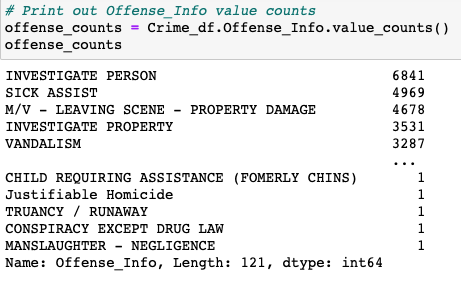 # Print out Offense_Info value counts
offense_counts = Crime_df.Offense_Info.value_counts()
offense_counts
INVESTIGATE PERSON 6841
SICK ASSIST 4969
M/V - LEAVING SCENE - PROPERTY DAMAGE 4678
INVESTIGATE PROPERTY 3531
VANDALISM 3287
...
CHILD REQUIRING ASSISTANCE (FOMERLY CHINS) 1
Justifiable Homicide 1
TRUANCY / RUNAWAY 1
CONSPIRACY EXCEPT DRUG LAW 1
MANSLAUGHTER - NEGLIGENCE 1
Name: Offense_Info, Length: 121, dtype: int64